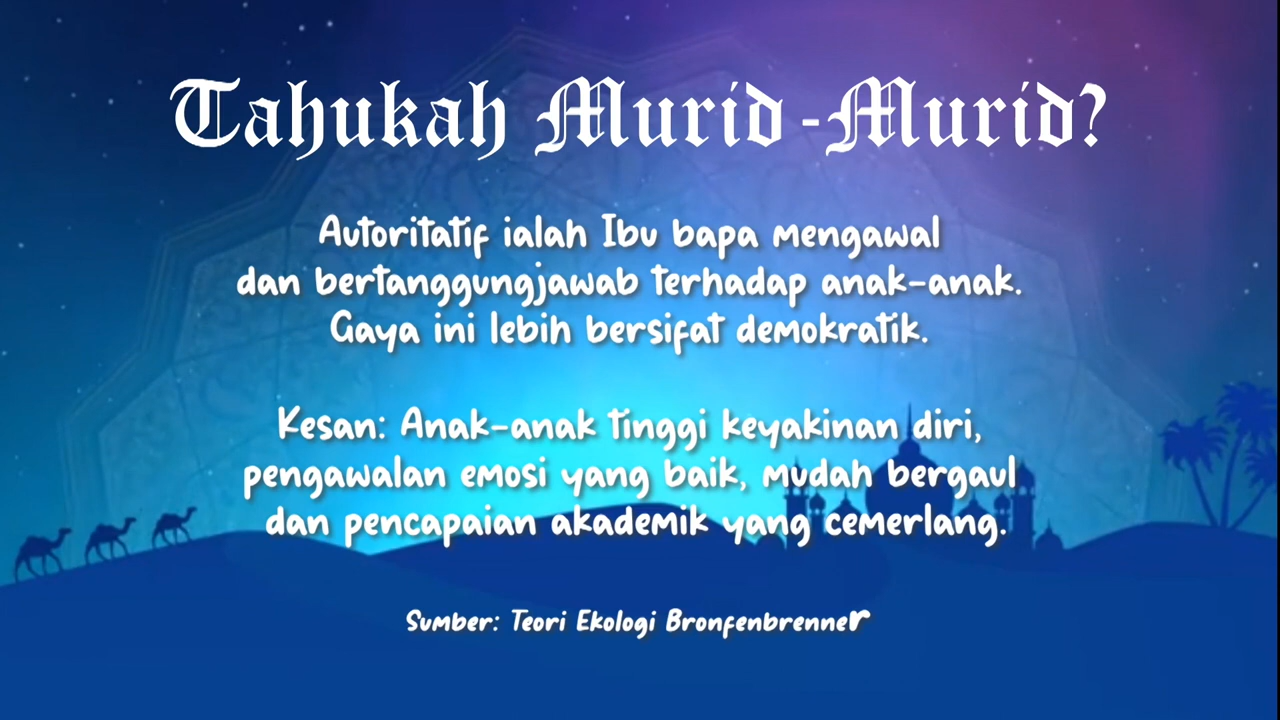 Tahukah Murid-Murid?
Autoritatif ialah Ibu bapa mengawal
dan bertanggungjawab terhadap anak-anak.
Gaya ini lebih bersifat demokratik.
Kesan: Anak-anak tinggi keyakinan diri,
pengawalan emosi yang baik, mudah bergaul
dan pencapaian akademik yang cemerlang.
Sumber: Teori Ekologi Bronfenbrenner